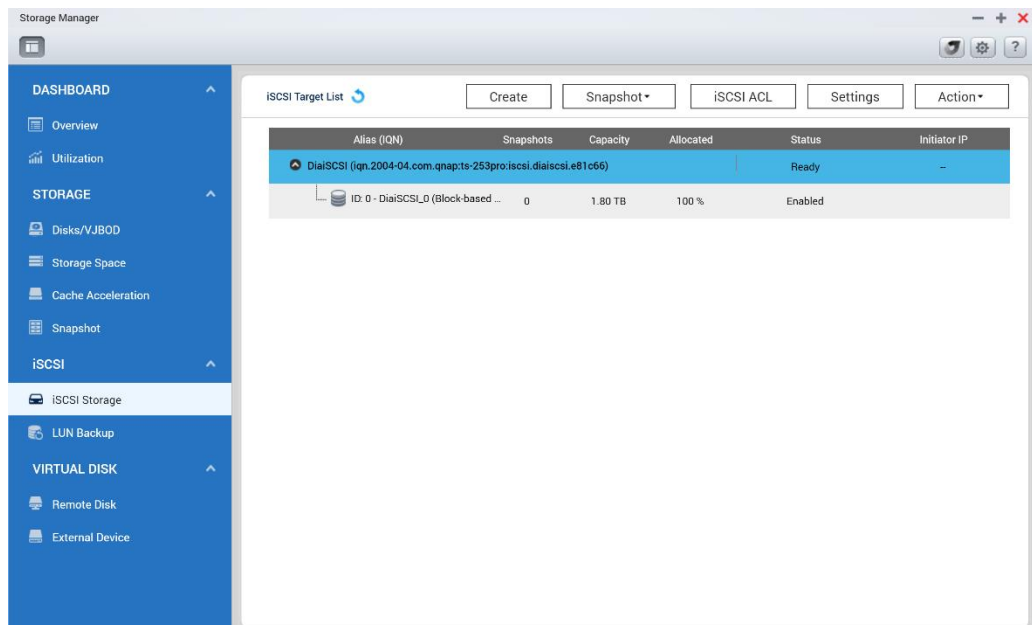 Storage Manager
DASHBOARD
Overview
Utilization
STORAGE
Disks/VJBOD
Storage Space
Cache Acceleration
Snapshot
iSCSI
iSCSI Storage
LUN Backup
VIRTUAL DISK
Remote Disk
External Device
iSCSI Target List Create Snapshot iSCSI ACL Settings Action
Alias (IQN) Snapshots Capacity Allocated Status Initiator IP
DiaiSCSI (iqn.2004-04.com.qnap:ts-253pro:iscsi.diaiscsi.e81c66) Ready --
ID: 0 - DiaiSCSI_0 (Block-based ... 0 1.80 TB 100 % Enabled